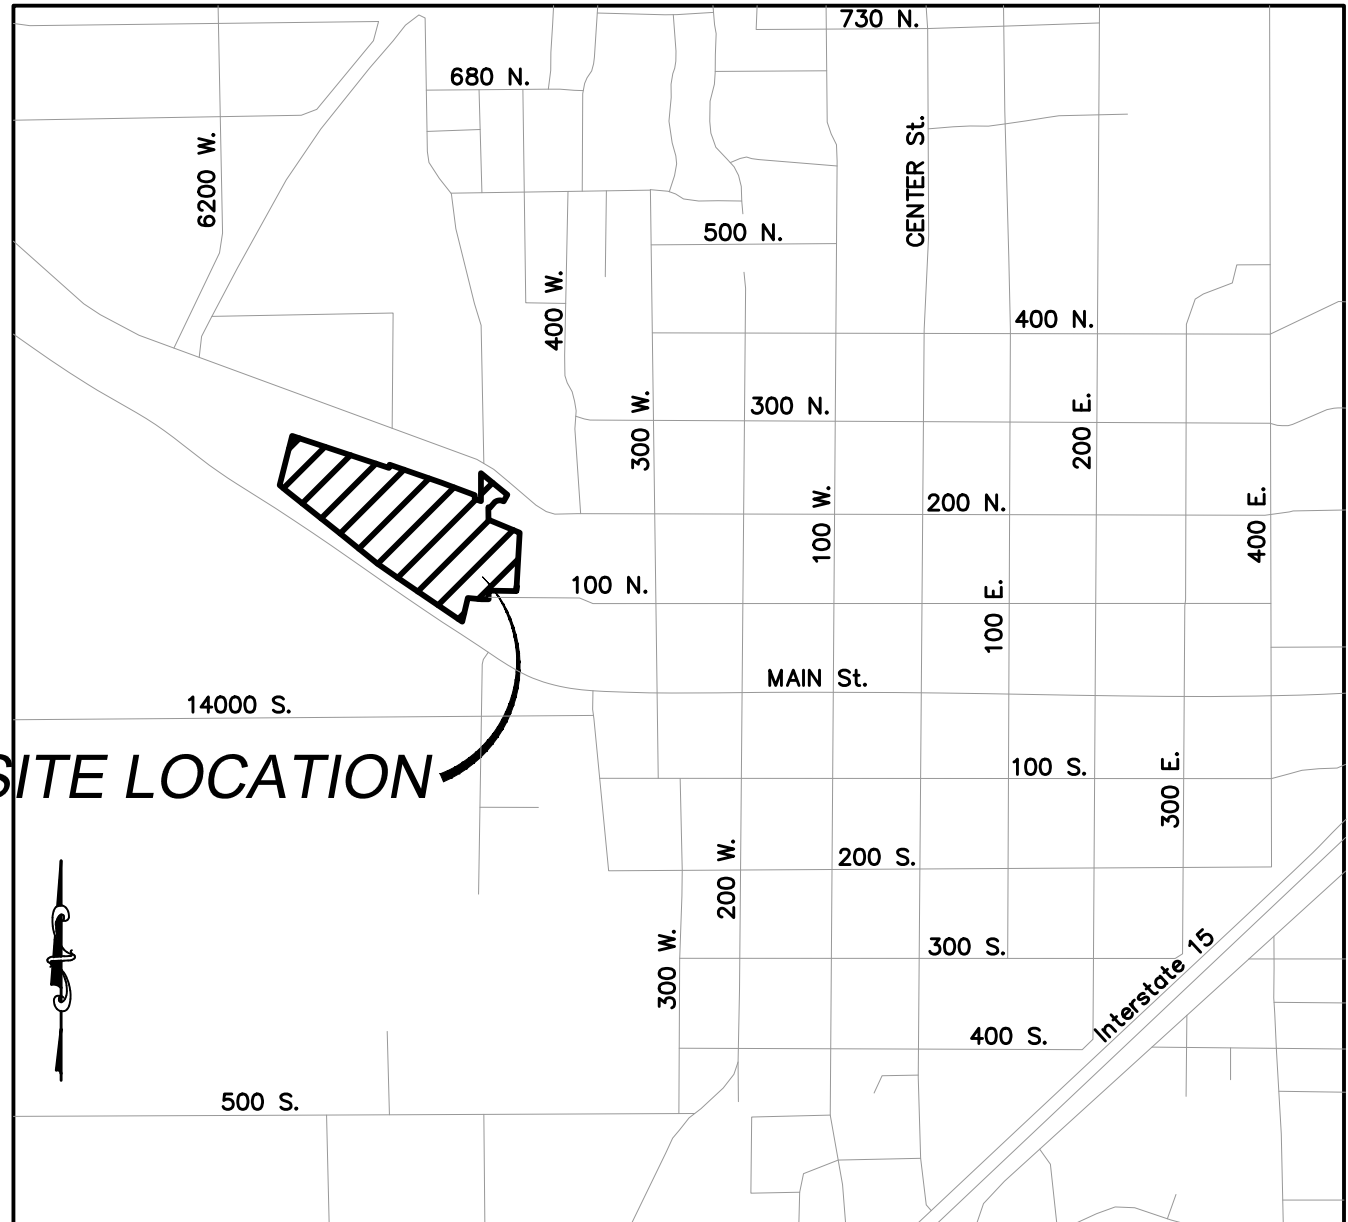 730 N.
680 N.
CENTER St.
6200 W.
500 N.
400 W.
400 N.
300 W.
300 N.
200 E.
100 W.
200 N.
400 E.
100 N.
100 E.
MAIN St.
14000 S.
SITE LOCATION
100 S.
300 E.
200 W.
200 S.
300 W.
300 S.
Interstate 15
400 S.
500 S.